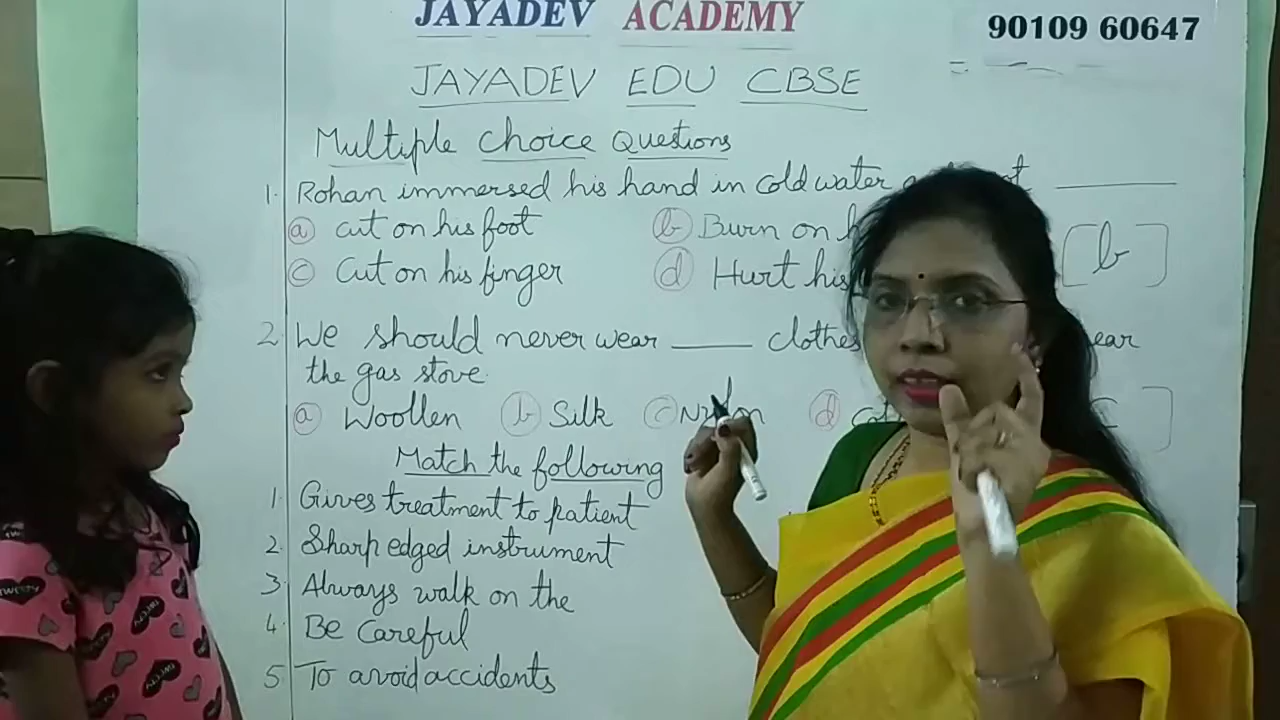 JAYADEV ACADEMY
90109 60647
JAYADEV EDU CBSE
Multiple choice Questions
1. Rohan immersed his hand in cold water
a cut on his foot b Burn on
c Cut on his finger d Hurt his [b]
2. We should never wear ____ clothes
the gas stove.
a Woollen b Silk c Nylon d
Match the following
1. Gives treatment to patient
2. Sharp edged instrument
3. Always walk on the
4. Be Careful
5 To avoid accidents